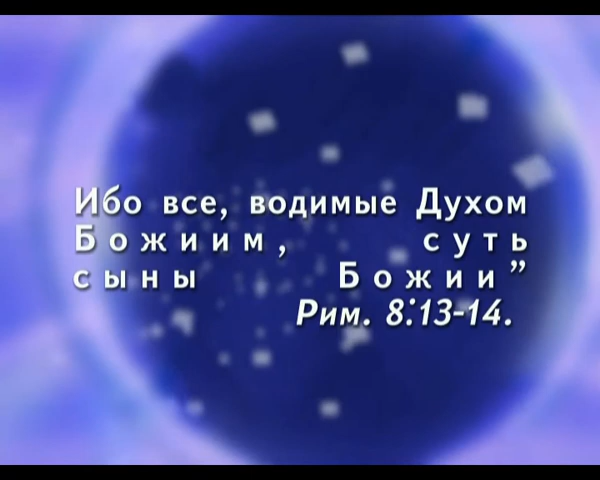 Ибо все, водимые Духом
Божиим, суть
сыны Божии”
Рим. 8:13-14.